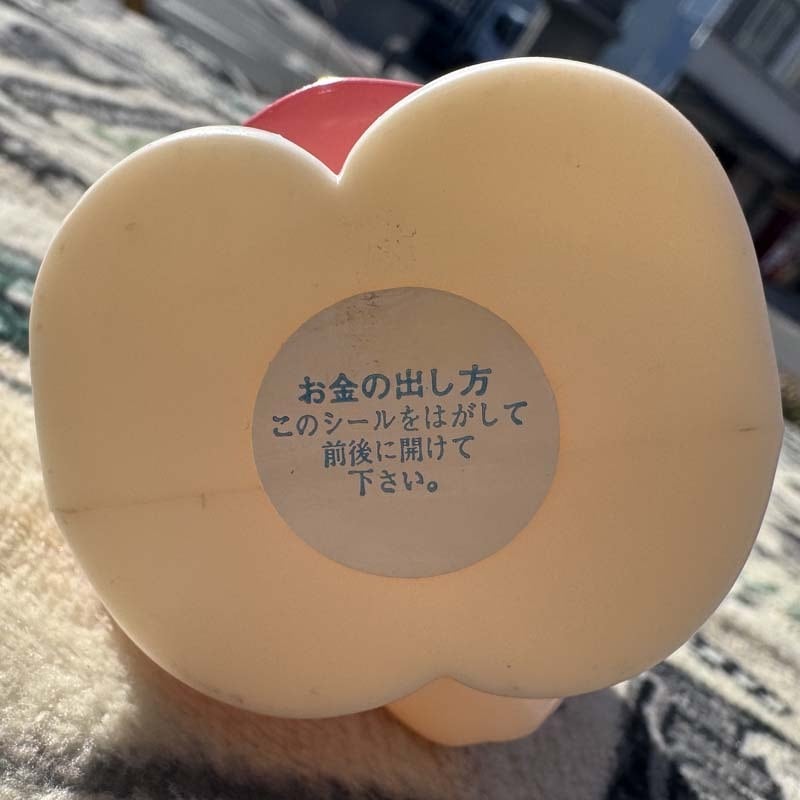 お金の出し方
このシールをはがして
前後に開けて
下さい。